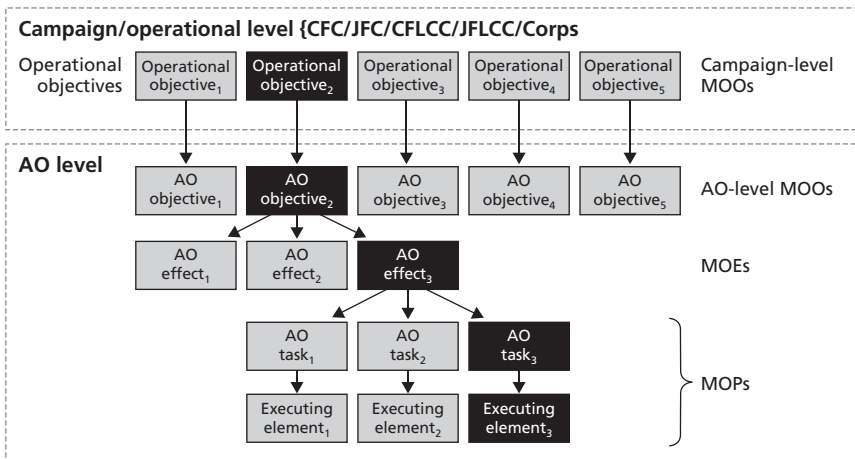 Campaign/operational level {CFC/JFC/CFLCC/JFLCC/Corps
Operational
objectives
Operational
objective₁
Operational
objective₂
Operational
objective₃
Operational
objective₄
Operational
objective₅
Campaign-level
MOOs
AO level
AO
objective₁
AO
objective₂
AO
objective₃
AO
objective₄
AO
objective₅
AO-level MOOs
AO
effect₁
AO
effect₂
AO
effect₃
MOEs
AO
task₁
AO
task₂
AO
task₃
MOPs
Executing
element₁
Executing
element₂
Executing
element₃